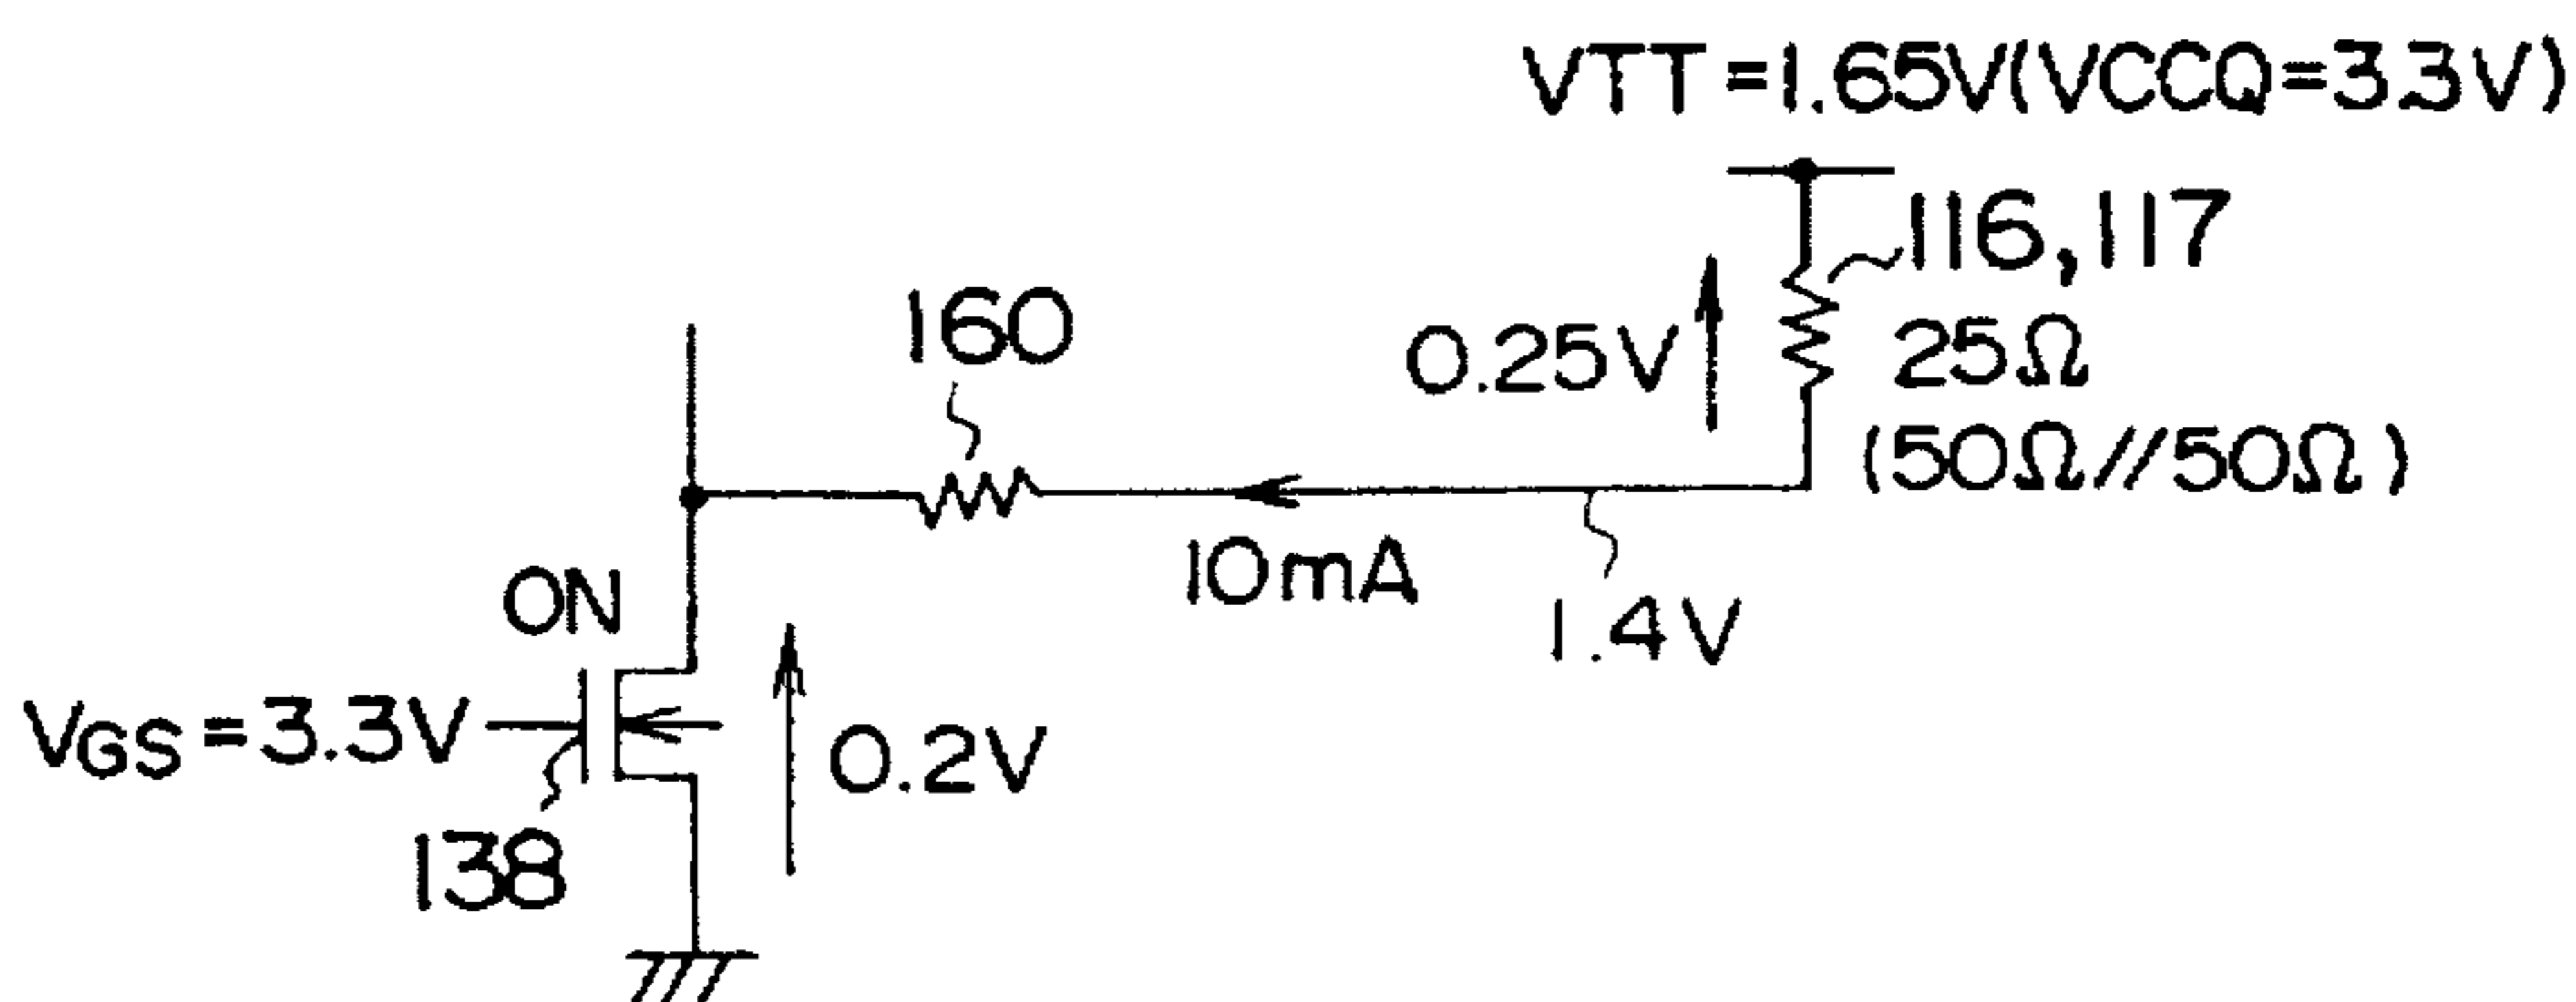 VTT=1.65V(VCCQ=3.3V)
116,117
160
0.25V
25Ω
(50Ω//50Ω)
10mA
ON
1.4V
VGS=3.3V
0.2V
138